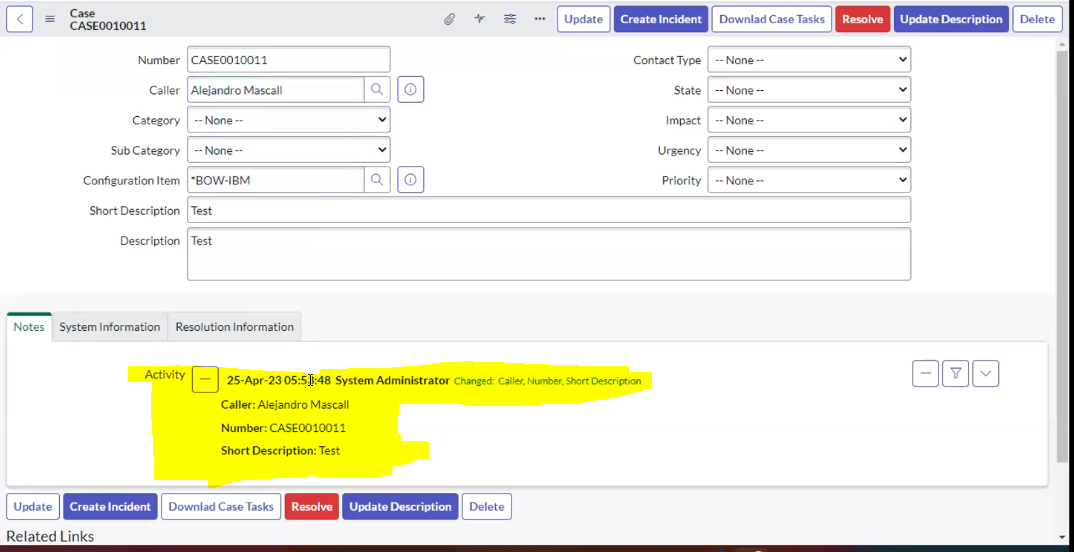 Case
CASE0010011
Update Create Incident Downlad Case Tasks Resolve Update Description Delete
Number CASE0010011 Contact Type -- None --
Caller Alejandro Mascall State -- None --
Category -- None -- Impact -- None --
Sub Category -- None -- Urgency -- None --
Configuration Item *BOW-IBM Priority -- None --
Short Description Test
Description Test
Notes System Information Resolution Information
Activity 25-Apr-23 System Administrator Changed: Caller, Number, Short Description
Caller: Alejandro Mascall
Number: CASE0010011
Short Description: Test
Update Create Incident Downlad Case Tasks Resolve Update Description Delete
Related Links